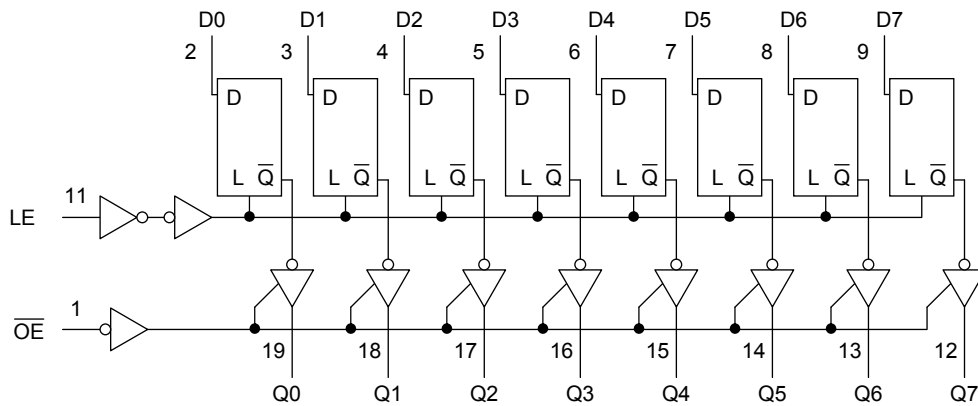 D0 D1 D2 D3 D4 D5 D6 D7
2 3 4 5 6 7 8 9
D D D D D D D D
L Q̅ L Q̅ L Q̅ L Q̅ L Q̅ L Q̅ L Q̅ L Q̅
11
LE
1
O̅E̅
19 18 17 16 15 14 13 12
Q0 Q1 Q2 Q3 Q4 Q5 Q6 Q7